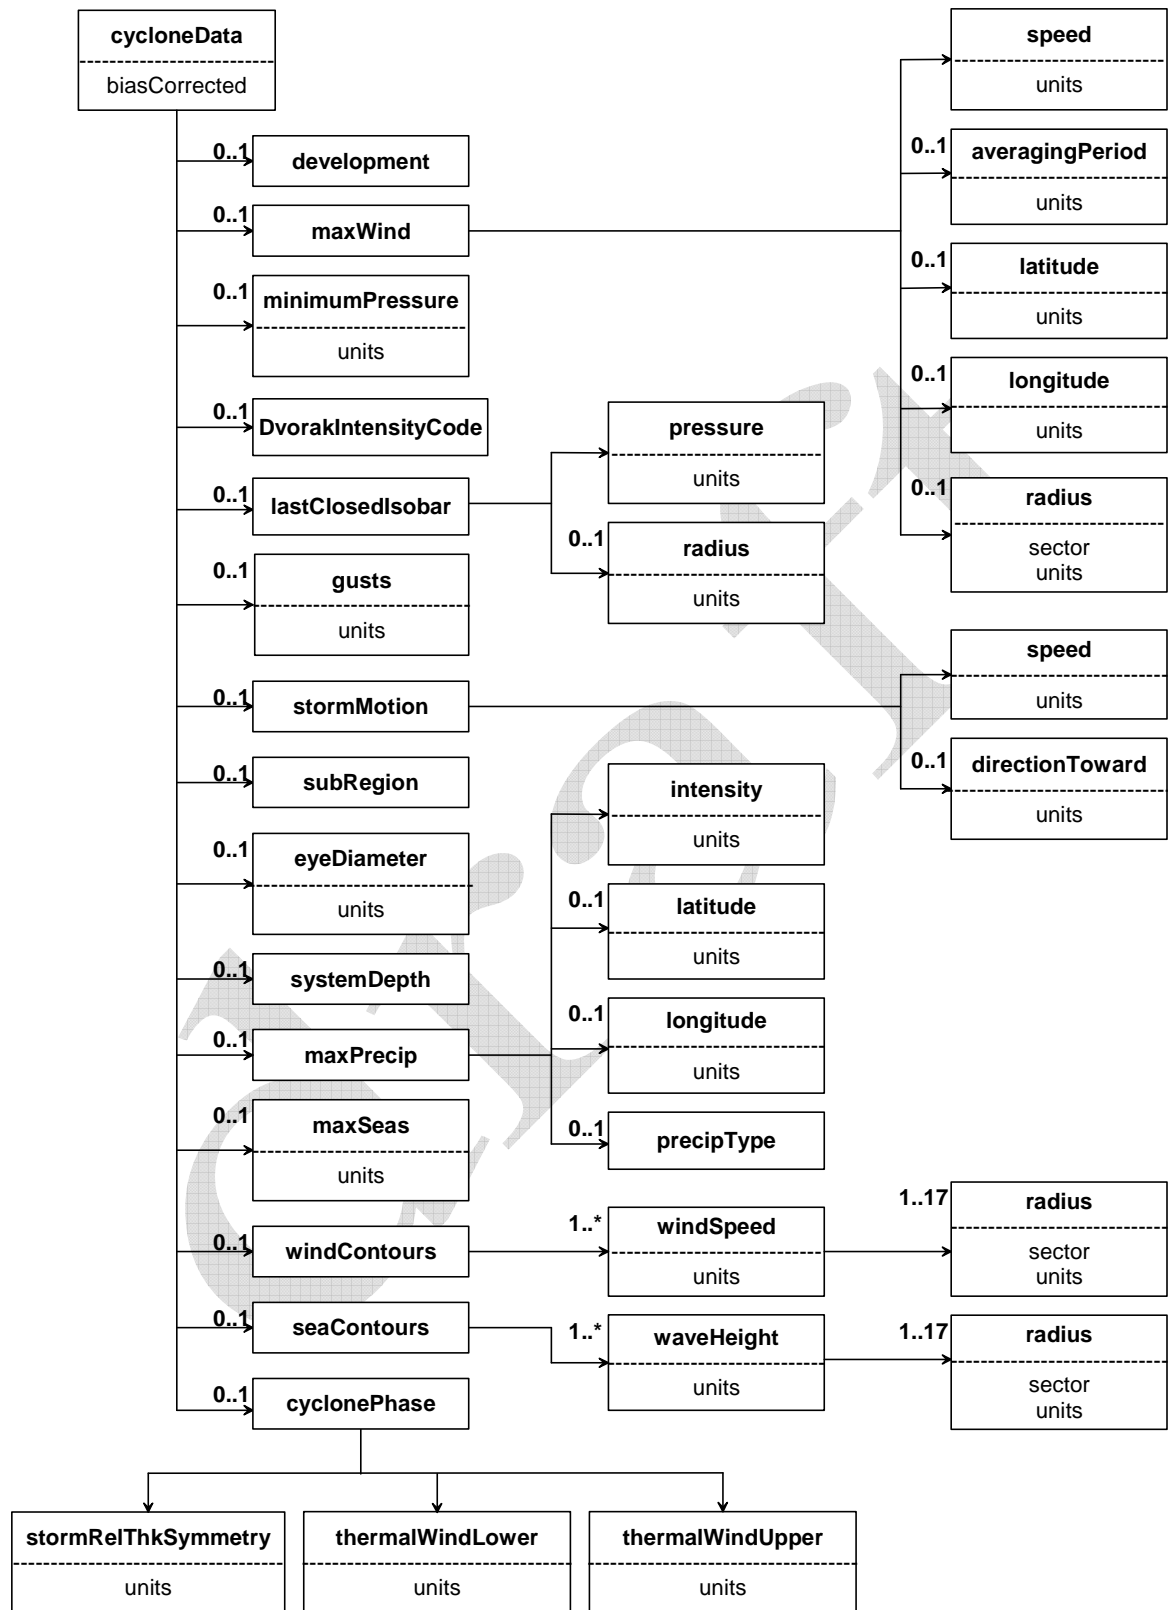 cycloneData
biasCorrected
0..1
development
0..1
maxWind
speed
units
0..1
averagingPeriod
units
0..1
latitude
units
0..1
longitude
units
0..1
radius
sector
units
0..1
minimumPressure
units
0..1
DvorakIntensityCode
0..1
lastClosedIsobar
pressure
units
0..1
radius
units
0..1
gusts
units
0..1
stormMotion
speed
units
0..1
directionToward
units
0..1
subRegion
0..1
eyeDiameter
units
0..1
systemDepth
0..1
maxPrecip
intensity
units
0..1
latitude
units
0..1
longitude
units
0..1
precipType
0..1
maxSeas
units
0..1
windContours
1..*
windSpeed
units
1..17
radius
sector
units
0..1
seaContours
1..*
waveHeight
units
1..17
radius
sector
units
0..1
cyclonePhase
stormRelThkSymmetry
units
thermalWindLower
units
thermalWindUpper
units
draft